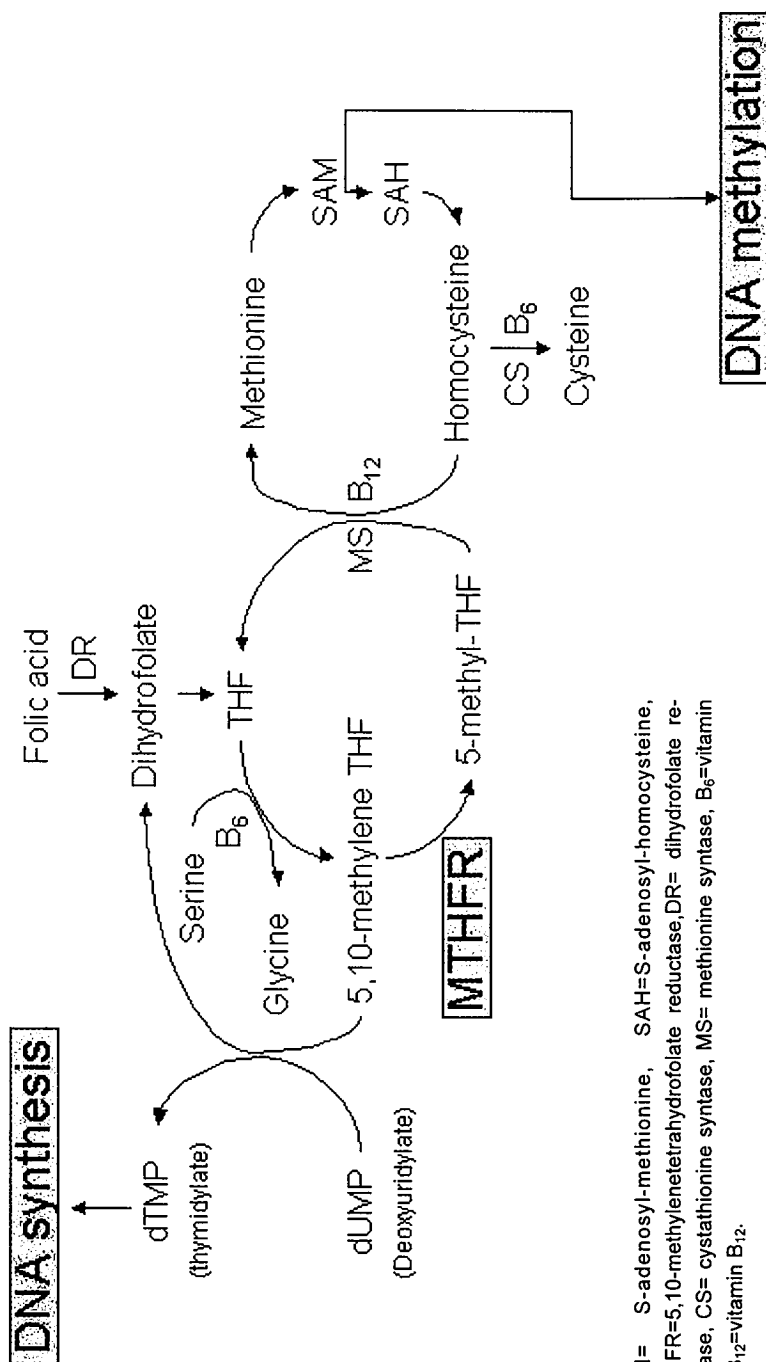 DNA synthesis
dTMP
(thymidylate)
dUMP
(Deoxyuridylate)
Folic acid
DR
Dihydrofolate
THF
Serine
B₆
Glycine
5,10-methylene THF
MTHFR
5-methyl-THF
MS B₁₂
Methionine
SAM
SAH
Homocysteine
CS B₆
Cysteine
DNA methylation
= S-adenosyl-methionine, SAH=S-adenosyl-homocysteine,
FR=5,10-methylenetetrahydrofolate reductase,DR= dihydrofolate re-
ase, CS= cystathionine syntase, MS= methionine syntase, B₆=vitamin
B₁₂=vitamin B₁₂.